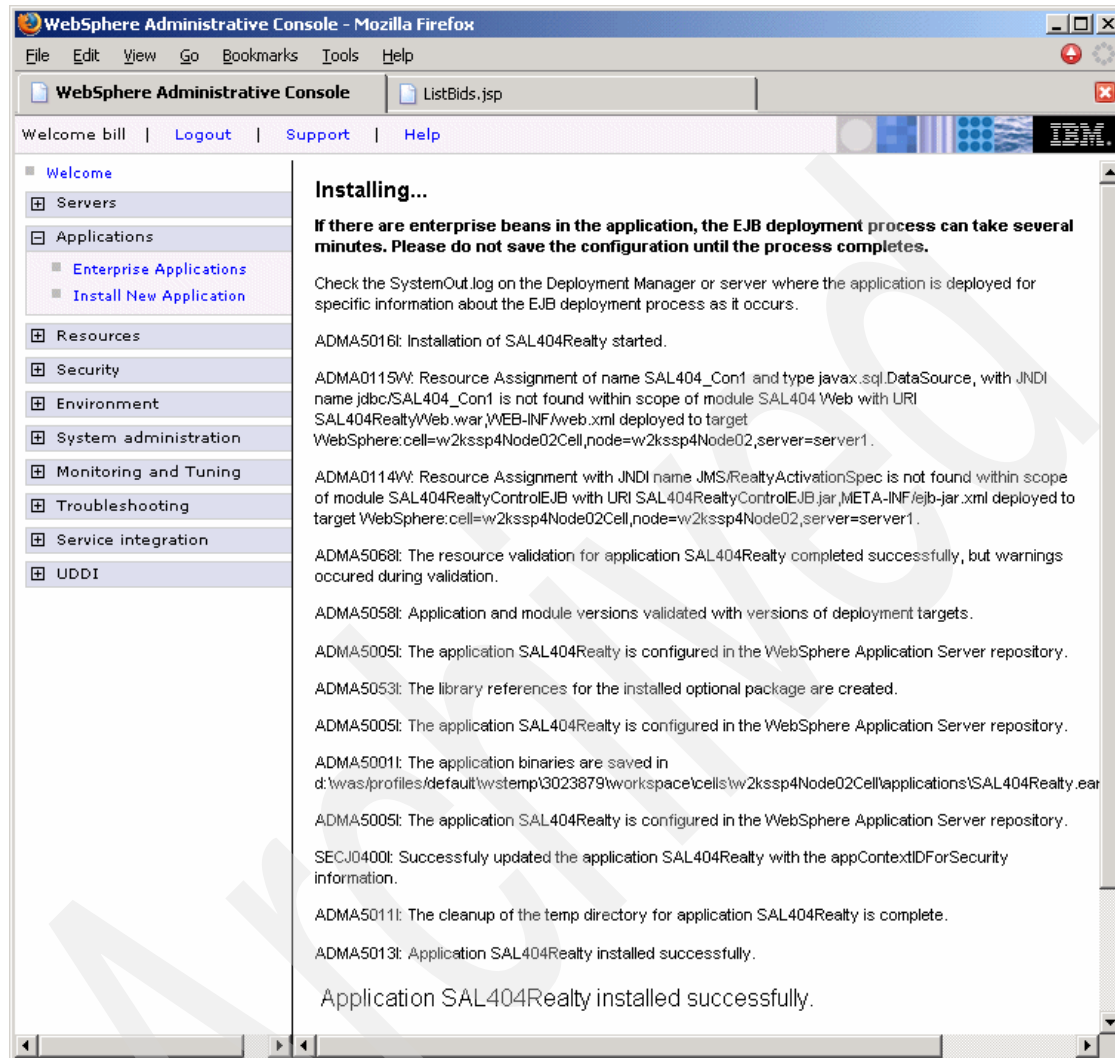 WebSphere Administrative Console - Mozilla Firefox
File Edit View Go Bookmarks Tools Help
WebSphere Administrative Console ListBids.jsp
Welcome bill | Logout | Support | Help IBM.
Welcome
Servers
Applications
Enterprise Applications
Install New Application
Resources
Security
Environment
System administration
Monitoring and Tuning
Troubleshooting
Service integration
UDDI
Installing...
If there are enterprise beans in the application, the EJB deployment process can take several
minutes. Please do not save the configuration until the process completes.
Check the SystemOut.log on the Deployment Manager or server where the application is deployed for
specific information about the EJB deployment process as it occurs.
ADMA5016I: Installation of SAL404Realty started.
ADMA0115W: Resource Assignment of name SAL404_Con1 and type javax.sql.DataSource, with JNDI
name jdbc/SAL404_Con1 is not found within scope of module SAL404 Web with URI
SAL404RealtyWeb.war,WEB-INF/web.xml deployed to target
WebSphere:cell=w2kssp4Node02Cell,node=w2kssp4Node02,server=server1.
ADMA0114W: Resource Assignment with JNDI name JMS/RealtyActivationSpec is not found within scope
of module SAL404RealtyControlEJB with URI SAL404RealtyControlEJB.jar,META-INF/ejb-jar.xml deployed to
target WebSphere:cell=w2kssp4Node02Cell,node=w2kssp4Node02,server=server1.
ADMA5068I: The resource validation for application SAL404Realty completed successfully, but warnings
occured during validation.
ADMA5058I: Application and module versions validated with versions of deployment targets.
ADMA5005I: The application SAL404Realty is configured in the WebSphere Application Server repository.
ADMA5053I: The library references for the installed optional package are created.
ADMA5005I: The application SAL404Realty is configured in the WebSphere Application Server repository.
ADMA5001I: The application binaries are saved in
d:\was/profiles/default\wstemp\3023879\workspace\cells\w2kssp4Node02Cell\applications\SAL404Realty.ear
ADMA5005I: The application SAL404Realty is configured in the WebSphere Application Server repository.
SECJ0400I: Successfuly updated the application SAL404Realty with the appContextIDForSecurity
information.
ADMA5011I: The cleanup of the temp directory for application SAL404Realty is complete.
ADMA5013I: Application SAL404Realty installed successfully.
Application SAL404Realty installed successfully.
Archived